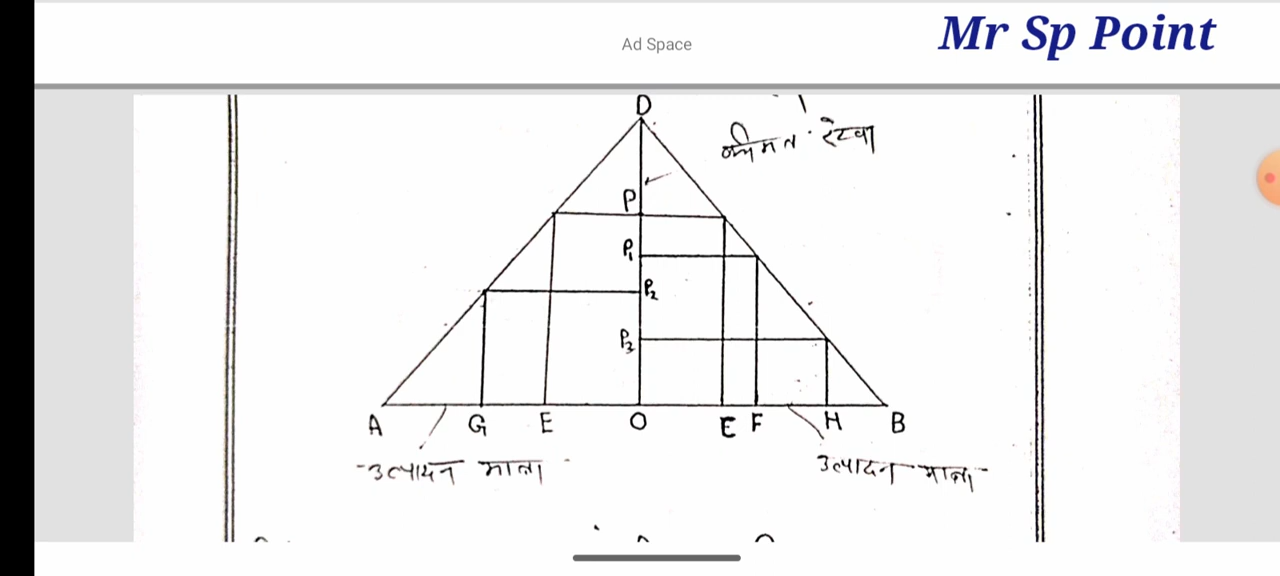 Ad Space
Mr Sp Point
D
कीमत रेखा
P
P₁
P₂
P₃
A G E O E F H B
उत्पादन मात्रा
उत्पादन मात्रा